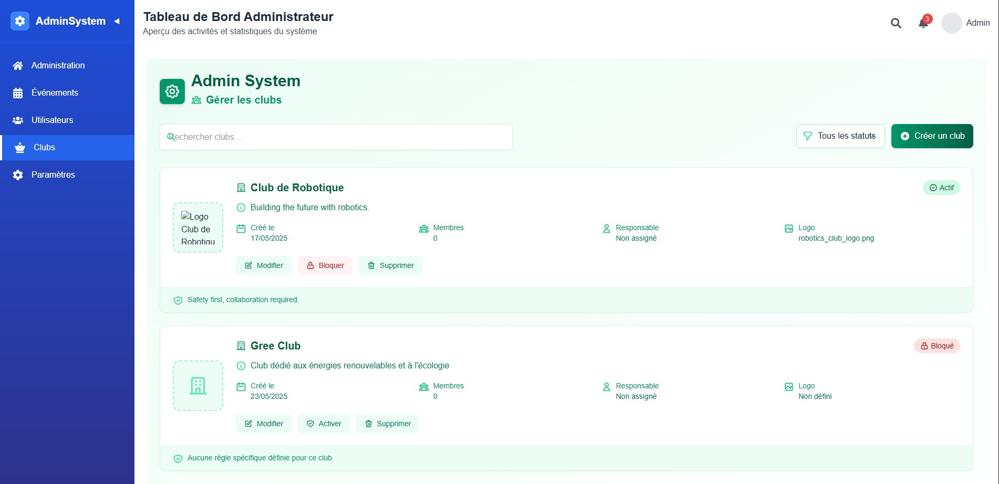 AdminSystem
Administration
Événements
Utilisateurs
Clubs
Paramètres
Tableau de Bord Administrateur
Aperçu des activités et statistiques du système
3
Admin
Admin System
Gérer les clubs
Rechercher clubs...
Tous les statuts
Créer un club
Club de Robotique
Actif
Building the future with robotics.
Logo
Club de
Robotiqu
Créé le
17/05/2025
Membres
0
Responsable
Non assigné
Logo
robotics_club_logo.png
Modifier
Bloquer
Supprimer
Safety first, collaboration required.
Gree Club
Bloqué
Club dédié aux énergies renouvelables et à l'écologie
Créé le
23/05/2025
Membres
0
Responsable
Non assigné
Logo
Non défini
Modifier
Activer
Supprimer
Aucune règle spécifique définie pour ce club